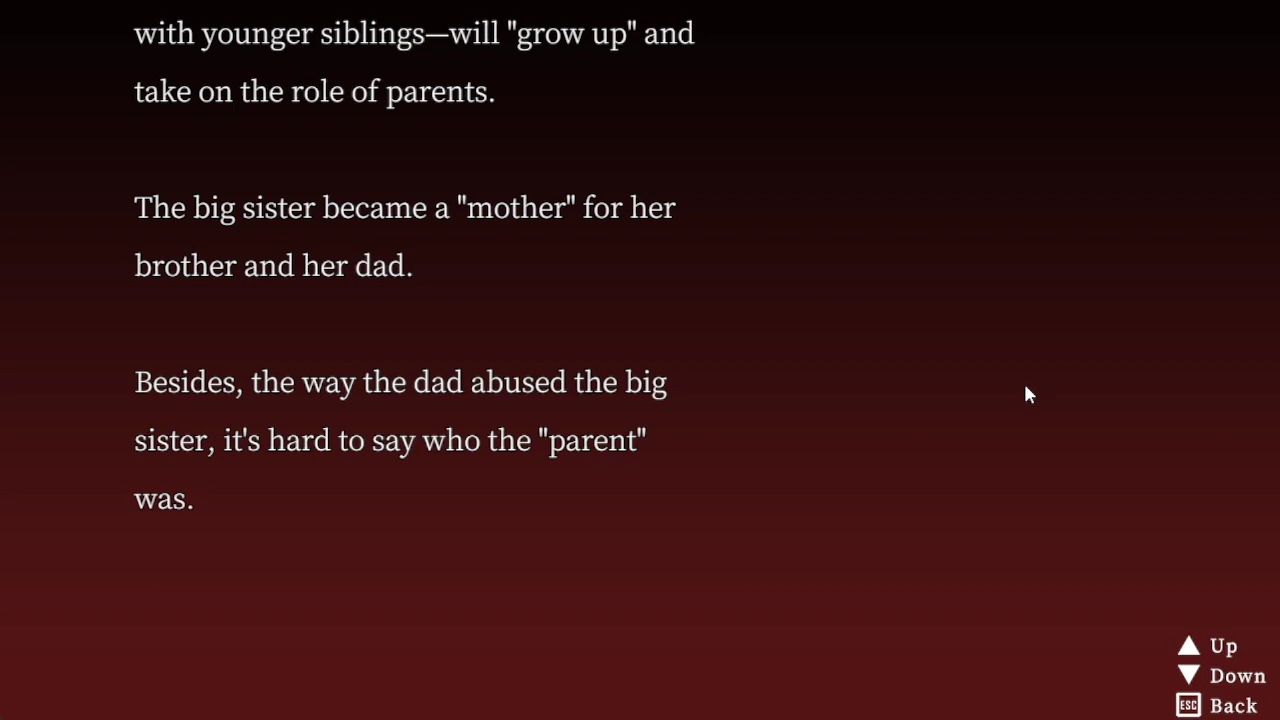 with younger siblings—will "grow up" and
take on the role of parents.
The big sister became a "mother" for her
brother and her dad.
Besides, the way the dad abused the big
sister, it's hard to say who the "parent"
was.
Up
Down
ESC Back